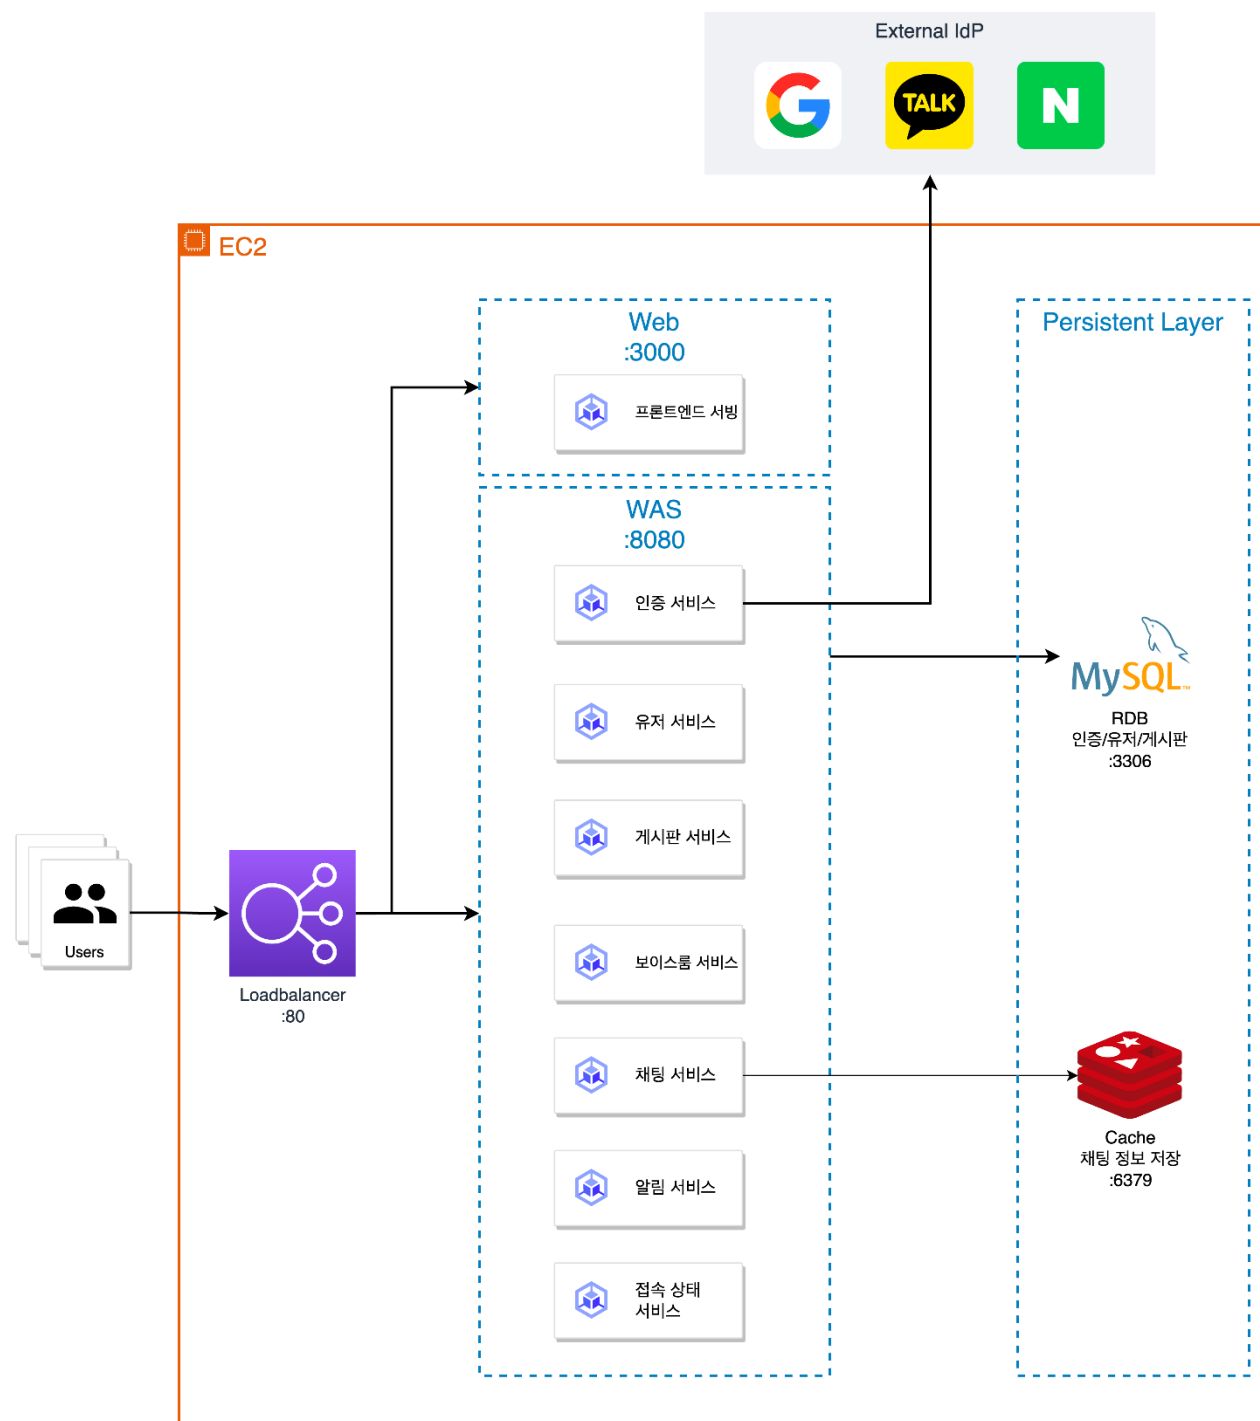 External IdP
G
TALK
N
EC2
Web
:3000
프론트엔드 서빙
WAS
:8080
인증 서비스
유저 서비스
게시판 서비스
보이스룸 서비스
채팅 서비스
알림 서비스
접속 상태
서비스
Persistent Layer
MySQL™
RDB
인증/유저/게시판
:3306
Cache
채팅 정보 저장
:6379
Users
Loadbalancer
:80